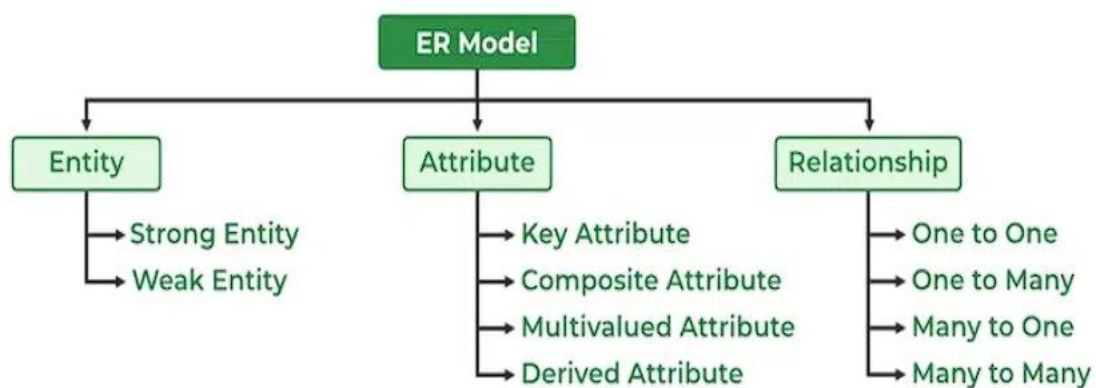 ER Model
Entity
Strong Entity
Weak Entity
Attribute
Key Attribute
Composite Attribute
Multivalued Attribute
Derived Attribute
Relationship
One to One
One to Many
Many to One
Many to Many